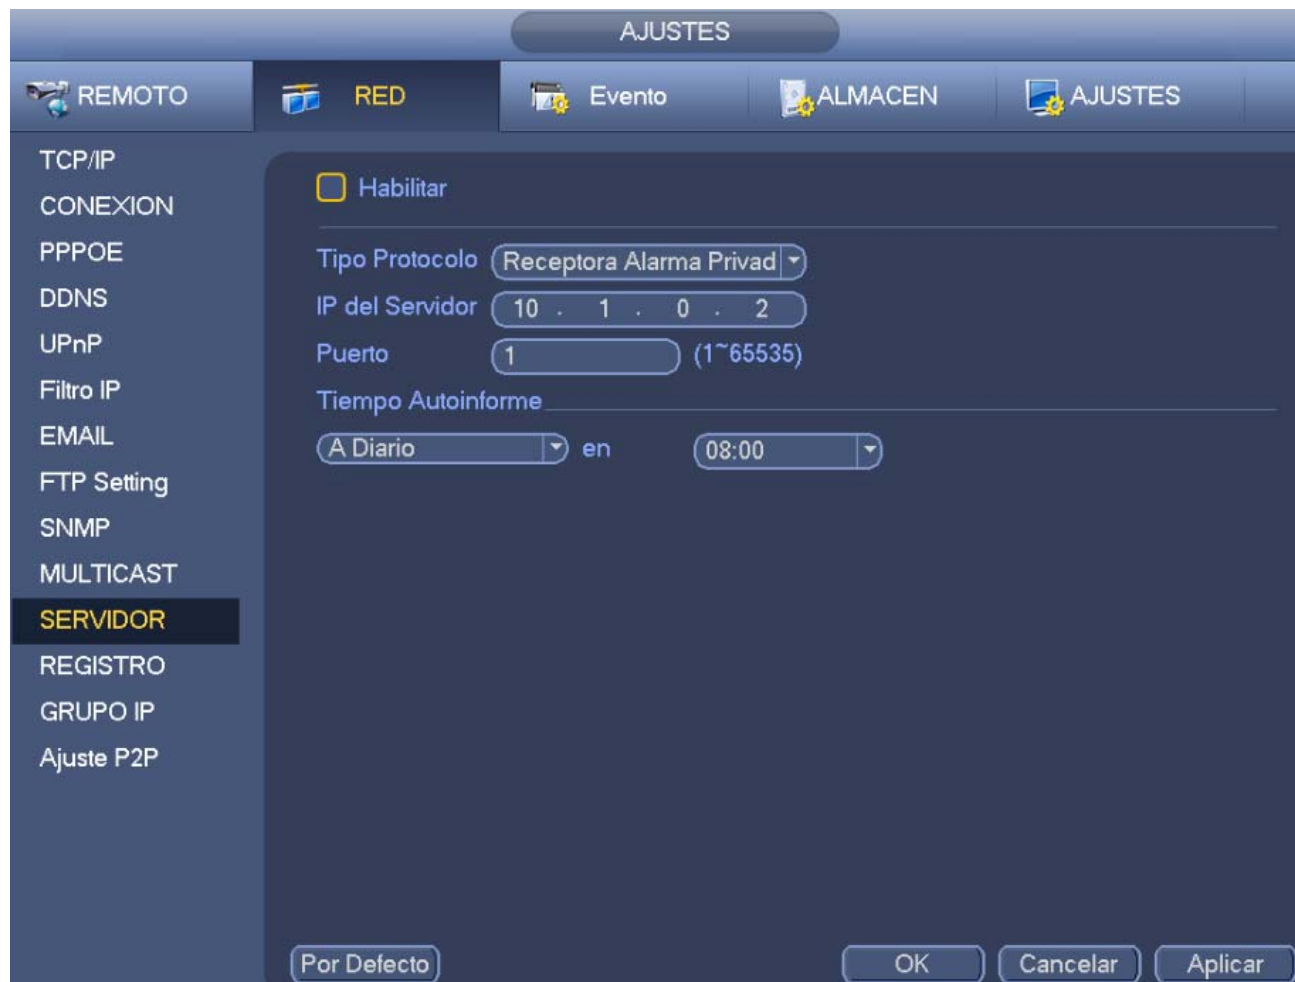 AJUSTES
REMOTO
RED
Evento
ALMACEN
AJUSTES
TCP/IP
CONEXION
PPPOE
DDNS
UPnP
Filtro IP
EMAIL
FTP Setting
SNMP
MULTICAST
SERVIDOR
REGISTRO
GRUPO IP
Ajuste P2P
Habilitar
Tipo Protocolo Receptora Alarma Privad
IP del Servidor 10 . 1 . 0 . 2
Puerto 1 (1~65535)
Tiempo Autoinforme
A Diario en 08:00
Por Defecto OK Cancelar Aplicar